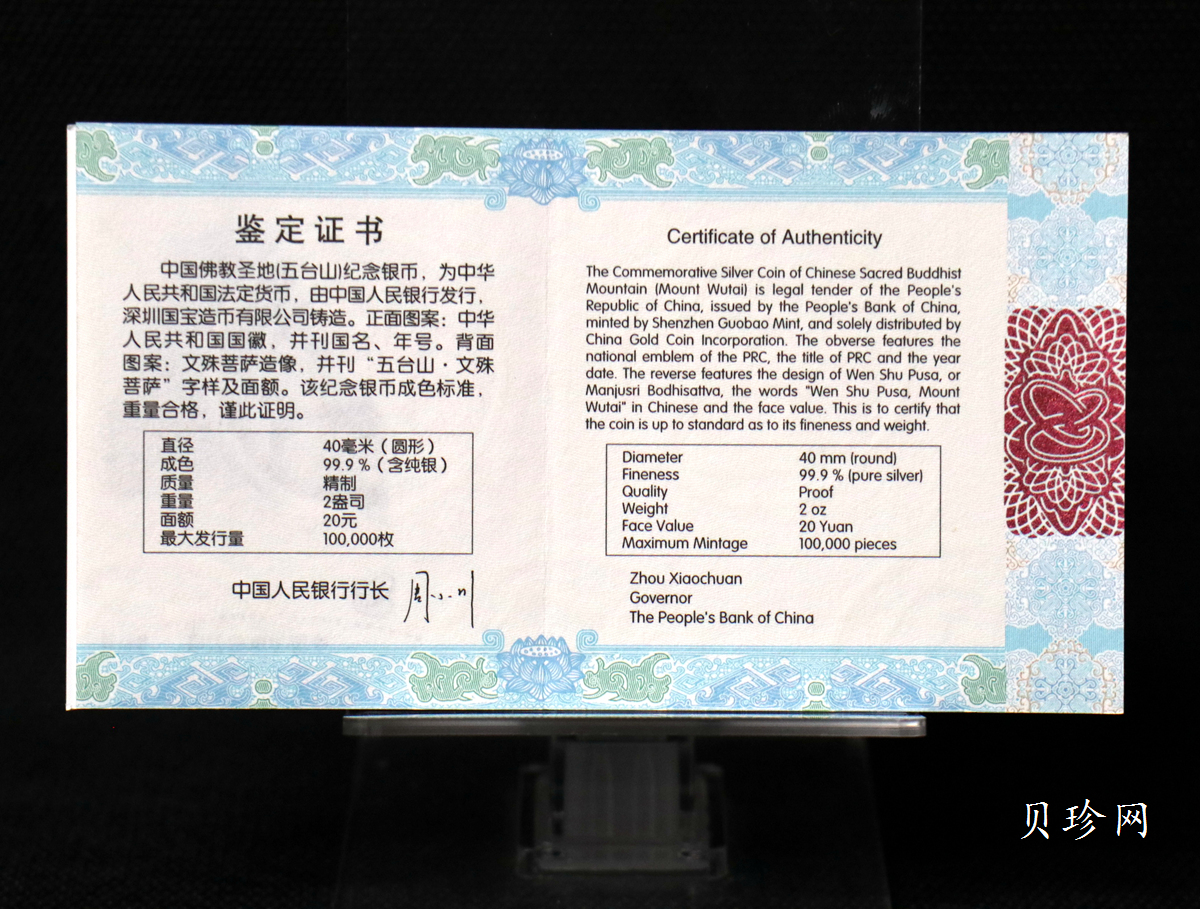 鉴定证书
中国佛教圣地(五台山)纪念银币，为中华
人民共和国法定货币，由中国人民银行发行，
深圳国宝造币有限公司铸造。正面图案：中华
人民共和国国徽，并刊国名、年号。背面
图案：文殊菩萨造像，并刊“五台山·文殊
菩萨”字样及面额。该纪念银币成色标准，
重量合格，谨此证明。
直径 40毫米（圆形）
成色 99.9％（含纯银）
质量 精制
重量 2盎司
面额 20元
最大发行量 100,000枚
中国人民银行行长 周小川
Certificate of Authenticity
The Commemorative Silver Coin of Chinese Sacred Buddhist
Mountain (Mount Wutai) is legal tender of the People's
Republic of China, issued by the People's Bank of China,
minted by Shenzhen Guobao Mint, and solely distributed by
China Gold Coin Incorporation. The obverse features the
national emblem of the PRC, the title of PRC and the year
date. The reverse features the design of Wen Shu Pusa, or
Manjusri Bodhisattva, the words "Wen Shu Pusa, Mount
Wutai" in Chinese and the face value. This is to certify that
the coin is up to standard as to its fineness and weight.
Diameter 40 mm (round)
Fineness 99.9 % (pure silver)
Quality Proof
Weight 2 oz
Face Value 20 Yuan
Maximum Mintage 100,000 pieces
Zhou Xiaochuan
Governor
The People's Bank of China
贝珍网